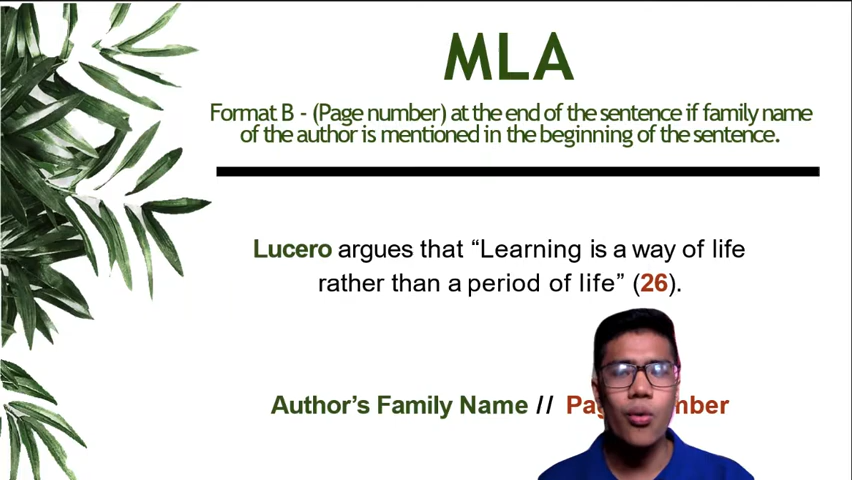 MLA
Format B - (Page number) at the end of the sentence if family name
of the author is mentioned in the beginning of the sentence.
Lucero argues that “Learning is a way of life
rather than a period of life” (26).
Author’s Family Name //